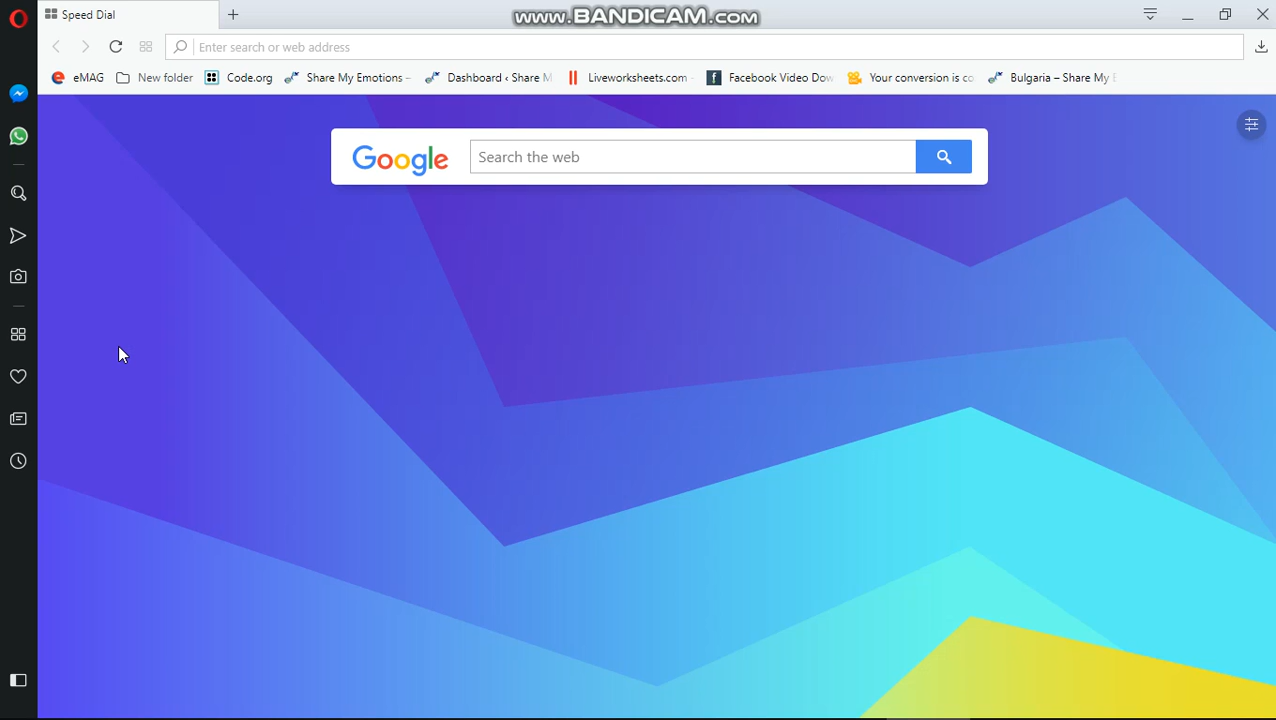 Speed Dial
www.BANDICAM.com
Enter search or web address
eMAG
New folder
Code.org
Share My Emotions –
Dashboard ‹ Share M
Liveworksheets.com -
Facebook Video Dow
Your conversion is co
Bulgaria – Share My E
Google
Search the web